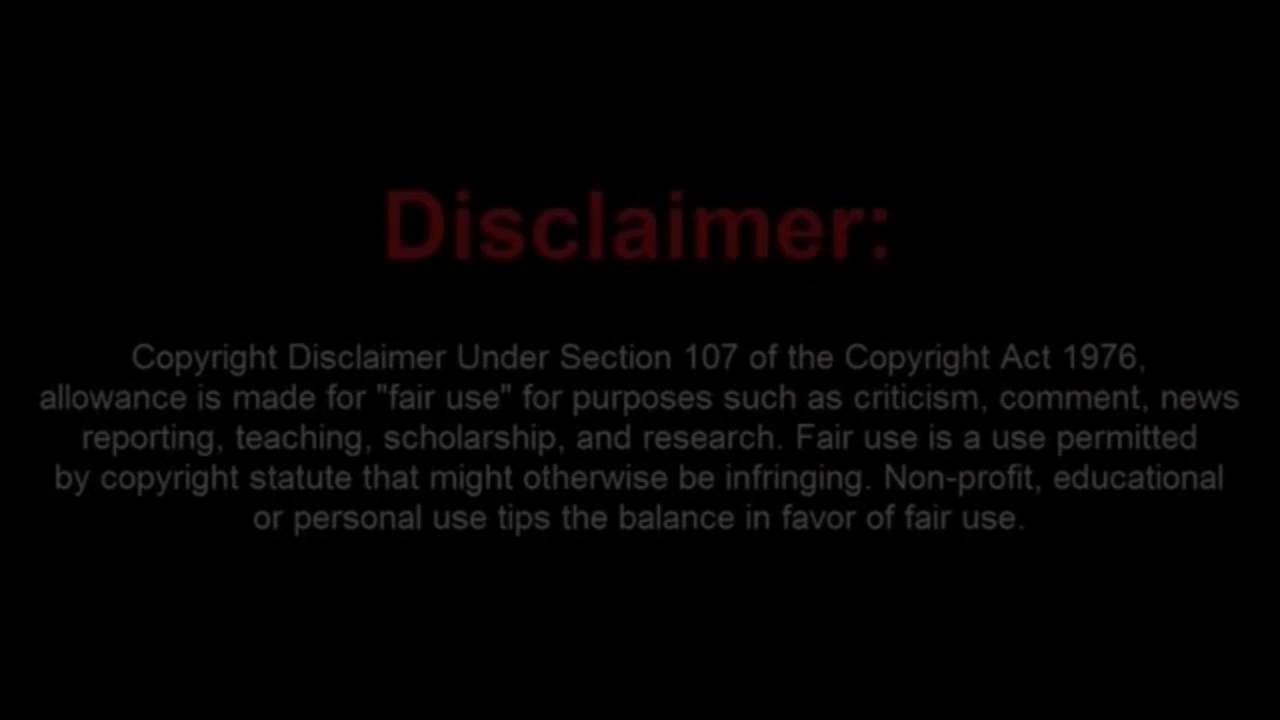 Disclaimer:
Copyright Disclaimer Under Section 107 of the Copyright Act 1976,
allowance is made for "fair use" for purposes such as criticism, comment, news
reporting, teaching, scholarship, and research. Fair use is a use permitted
by copyright statute that might otherwise be infringing. Non-profit, educational
or personal use tips the balance in favor of fair use.